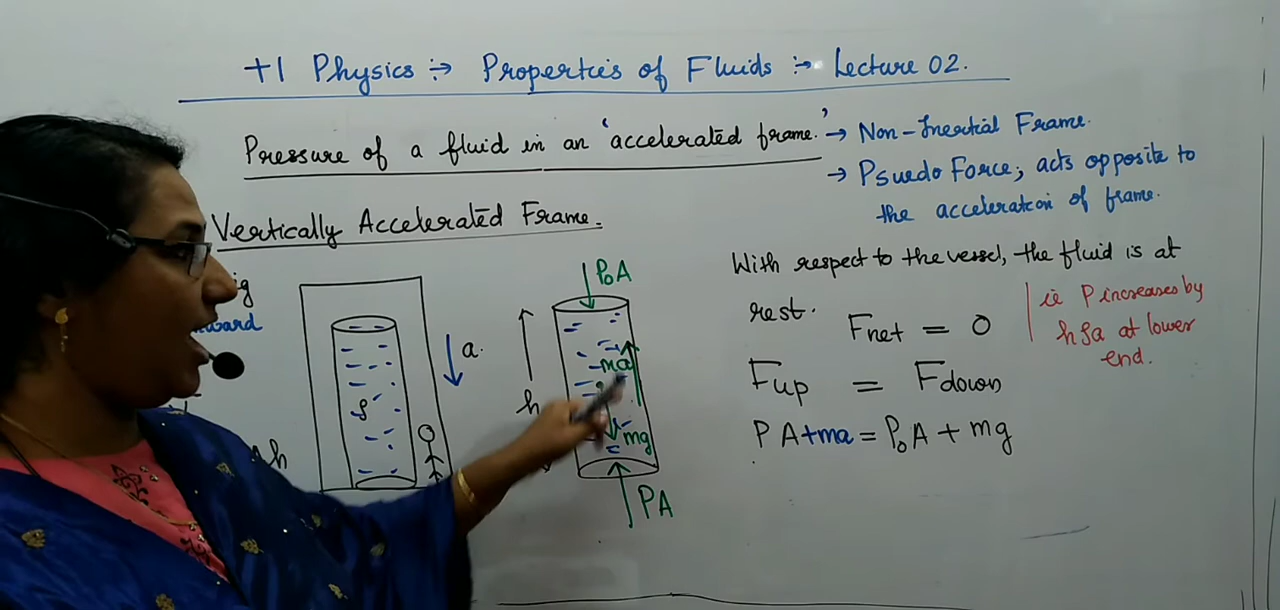 +1 Physics :→ Properties of Fluids :→ Lecture 02.
Pressure of a fluid in an 'accelerated frame.' → Non-Inertial Frame.
→ Psuedo Force; acts opposite to
the acceleration of frame.
Vertically Accelerated Frame.
a.
ρ
h
P₀A
ma
mg
PA
With respect to the vessel, the fluid is at
rest.
Fnet = 0
Fup = Fdown
PA+ma = P₀A + mg
ie P increases by
hρa at lower
end.